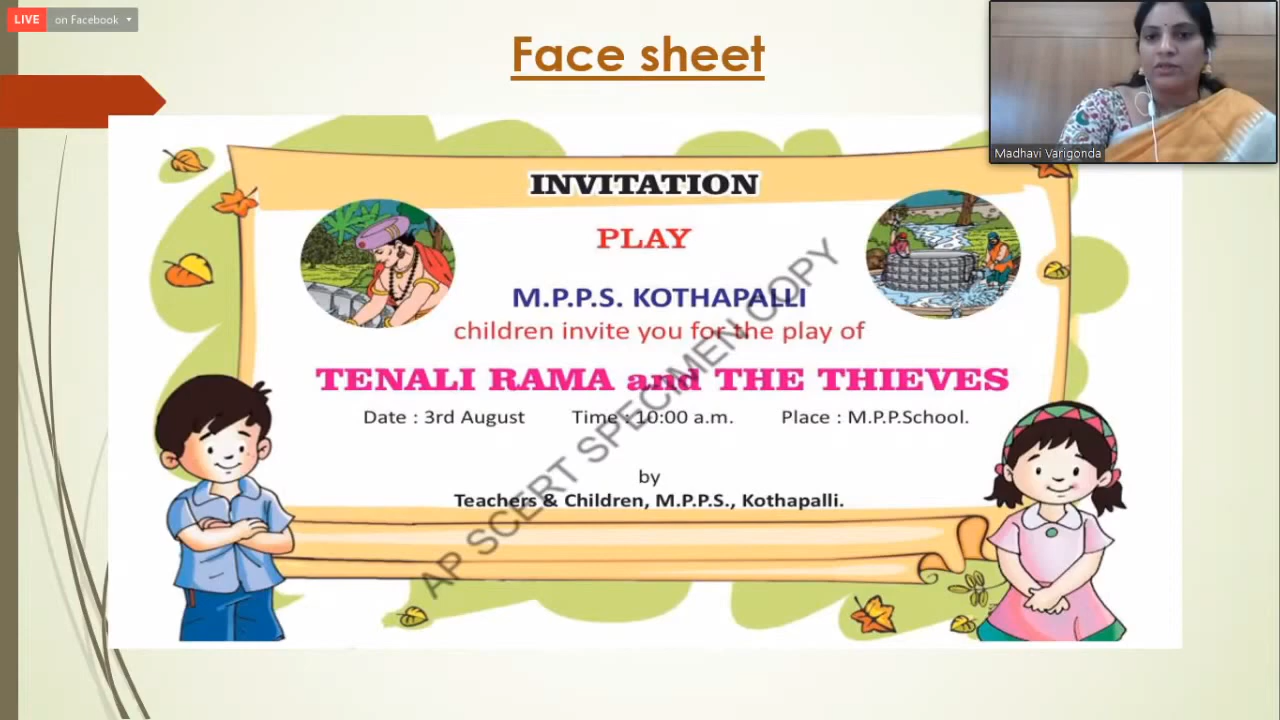 LIVE on Facebook
Face sheet
Madhavi Varigonda
INVITATION
PLAY
M.P.P.S. KOTHAPALLI
children invite you for the play of
TENALI RAMA and THE THIEVES
Date : 3rd August Time : 10:00 a.m. Place : M.P.P.School.
by
Teachers & Children, M.P.P.S., Kothapalli.
AP SCERT SPECIMEN COPY